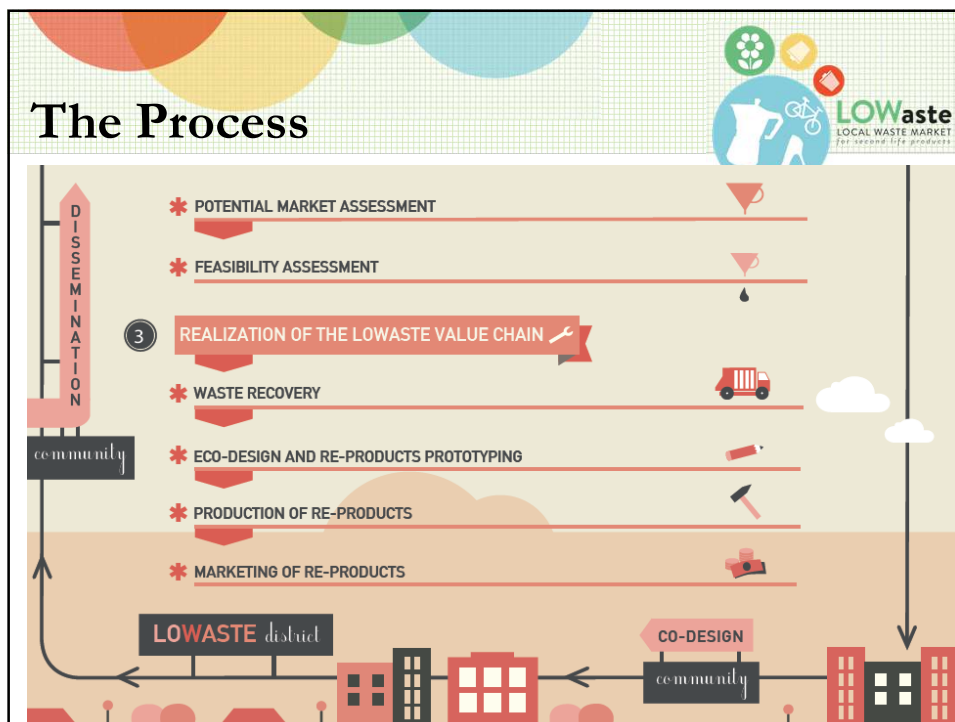 The Process
LOWaste
LOCAL WASTE MARKET
for second life products
DISSEMINATION
POTENTIAL MARKET ASSESSMENT
FEASIBILITY ASSESSMENT
3
REALIZATION OF THE LOWASTE VALUE CHAIN
WASTE RECOVERY
community
ECO-DESIGN AND RE-PRODUCTS PROTOTYPING
PRODUCTION OF RE-PRODUCTS
MARKETING OF RE-PRODUCTS
LOWASTE district
CO-DESIGN
community